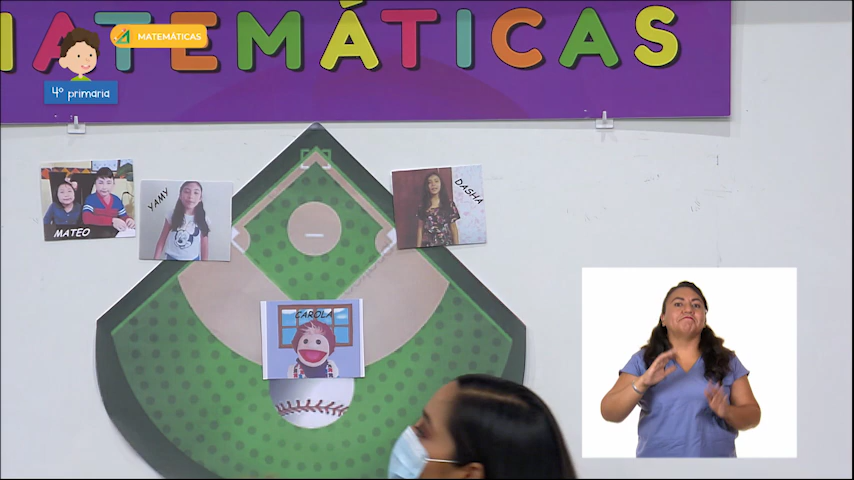 MATEMÁTICAS
MATEMÁTICAS
4º primaria
MATEO
YAMY
DASHA
CAROLA